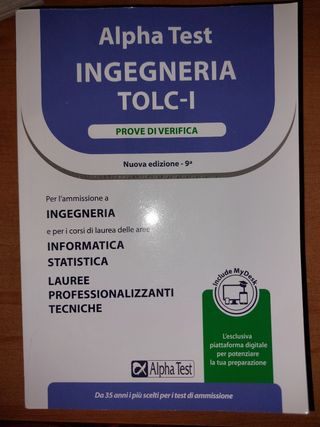 Alpha Test
INGEGNERIA
TOLC-I
PROVE DI VERIFICA
Nuova edizione - 9ª
Per l'ammissione a
INGEGNERIA
e per i corsi di laurea delle aree
INFORMATICA
STATISTICA
LAUREE
PROFESSIONALIZZANTI
TECNICHE
Include MyDesk
L'esclusiva
piattaforma digitale
per potenziare
la tua preparazione
Alpha Test
Da 35 anni i più scelti per i test di ammissione